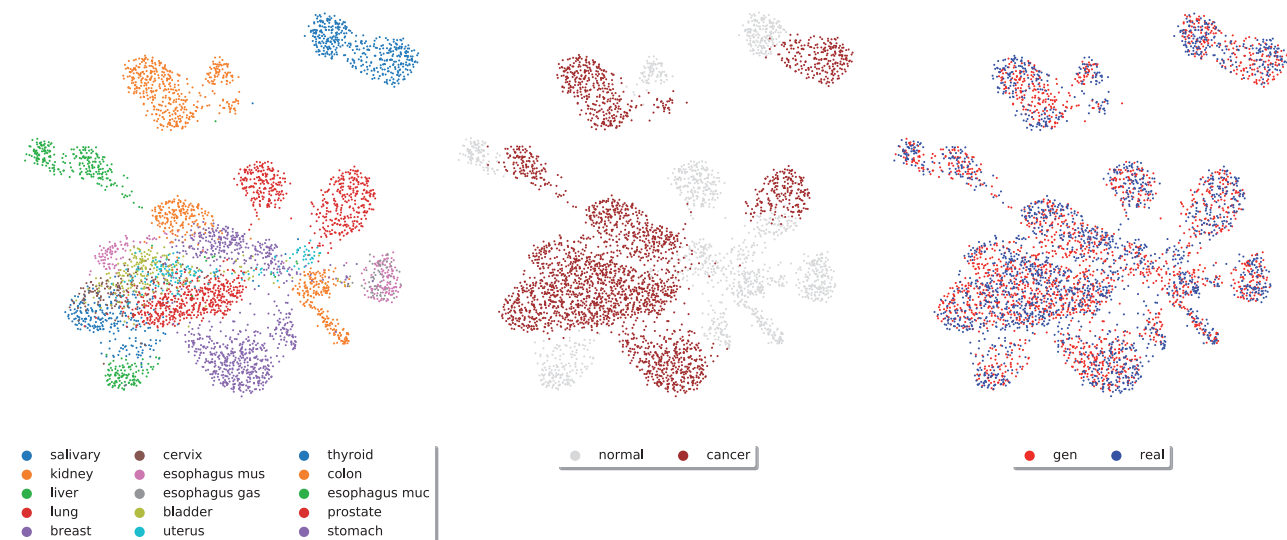 salivary cervix thyroid normal cancer gen real
kidney esophagus mus colon
liver esophagus gas esophagus muc
lung bladder prostate
breast uterus stomach